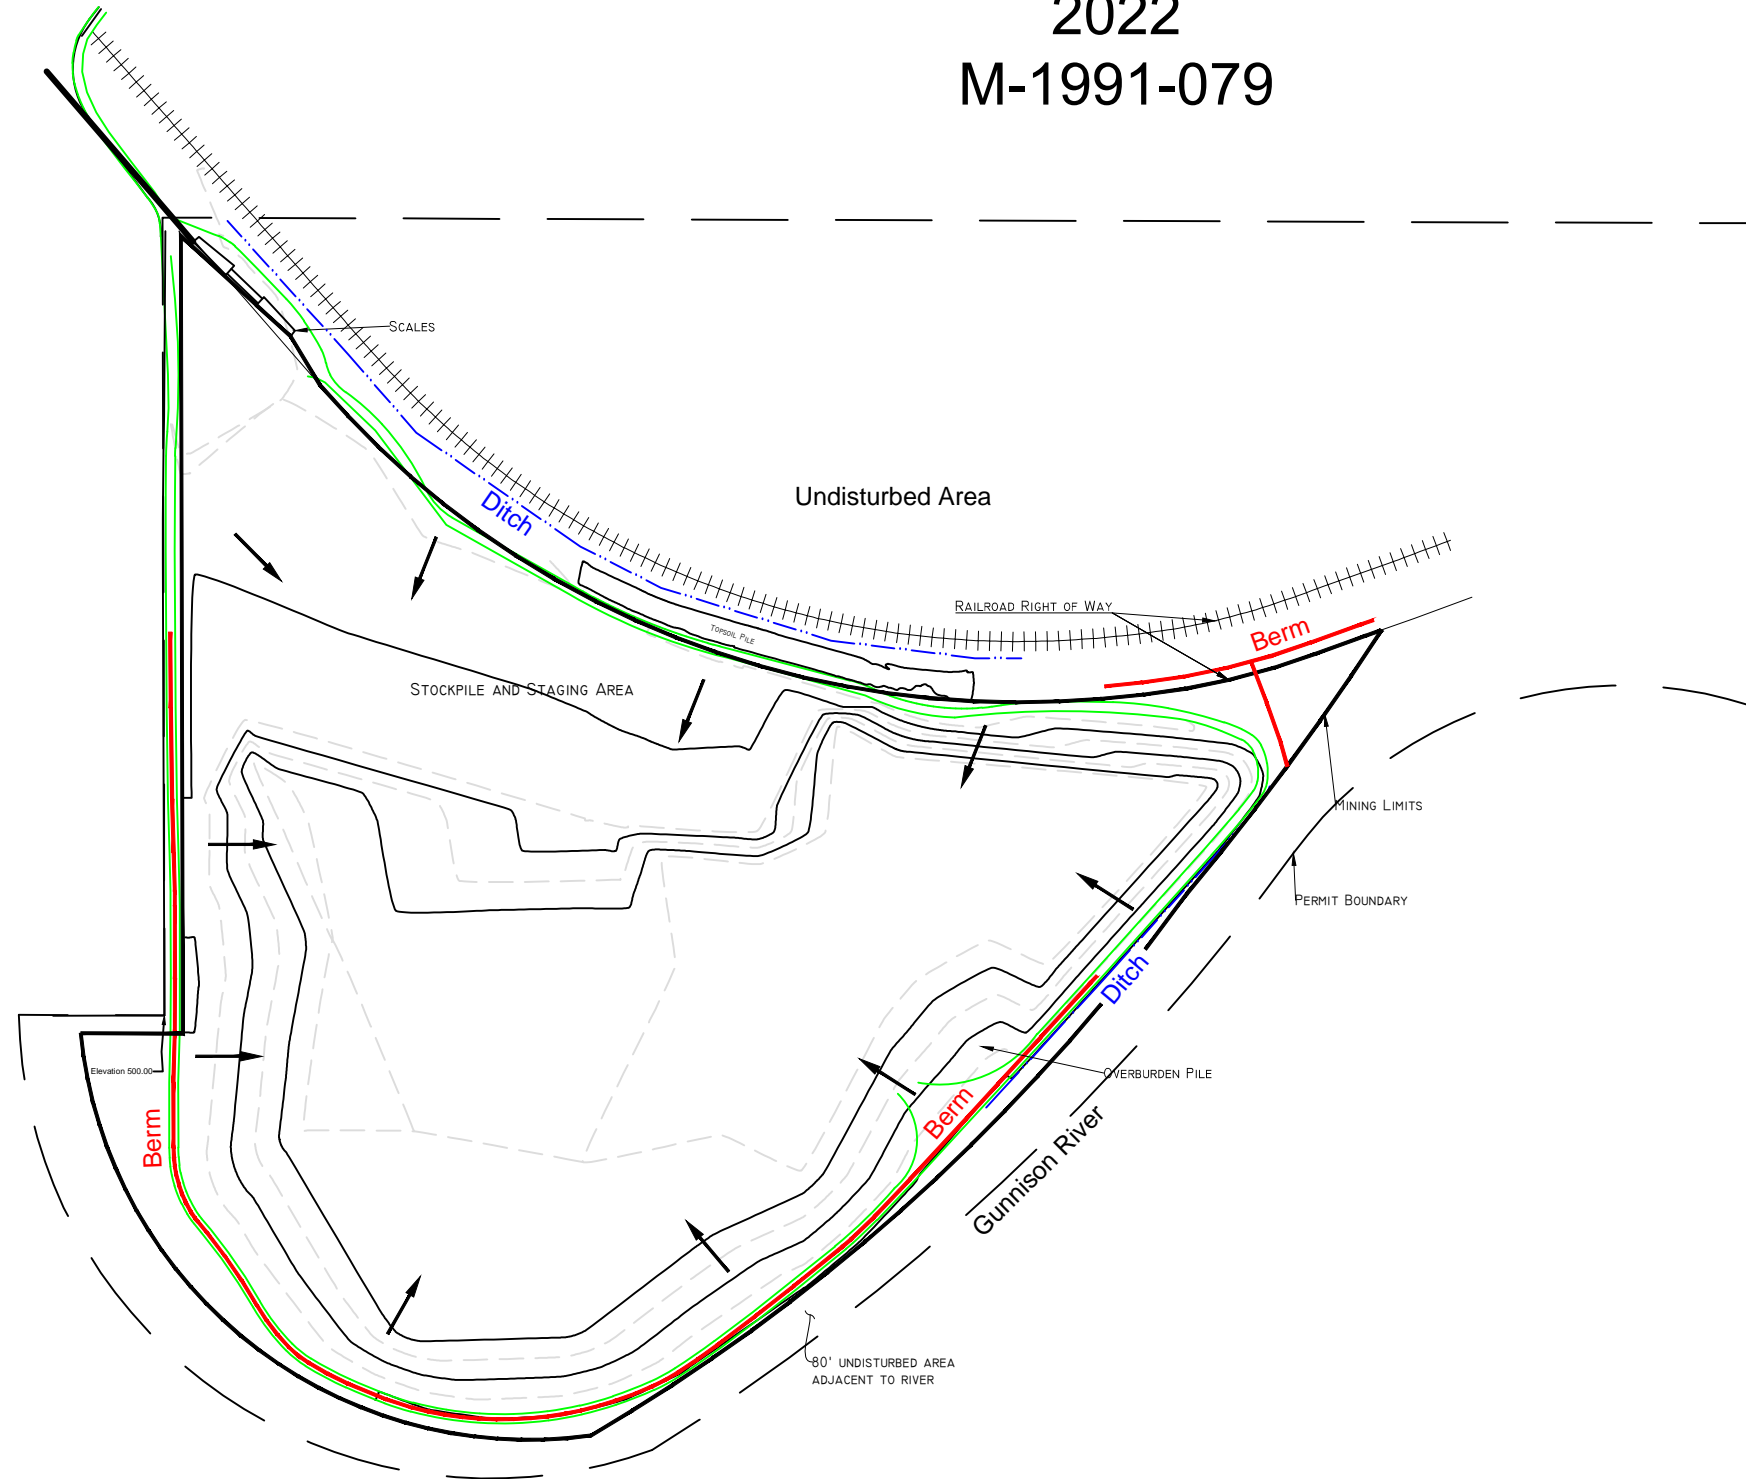 2022
M-1991-079
SCALES
Undisturbed Area
Ditch
RAILROAD RIGHT OF WAY
Berm
TOPSOIL PILE
STOCKPILE AND STAGING AREA
MINING LIMITS
PERMIT BOUNDARY
Ditch
Elevation 500.00
OVERBURDEN PILE
Berm
Berm
Gunnison River
80' UNDISTURBED AREA
ADJACENT TO RIVER